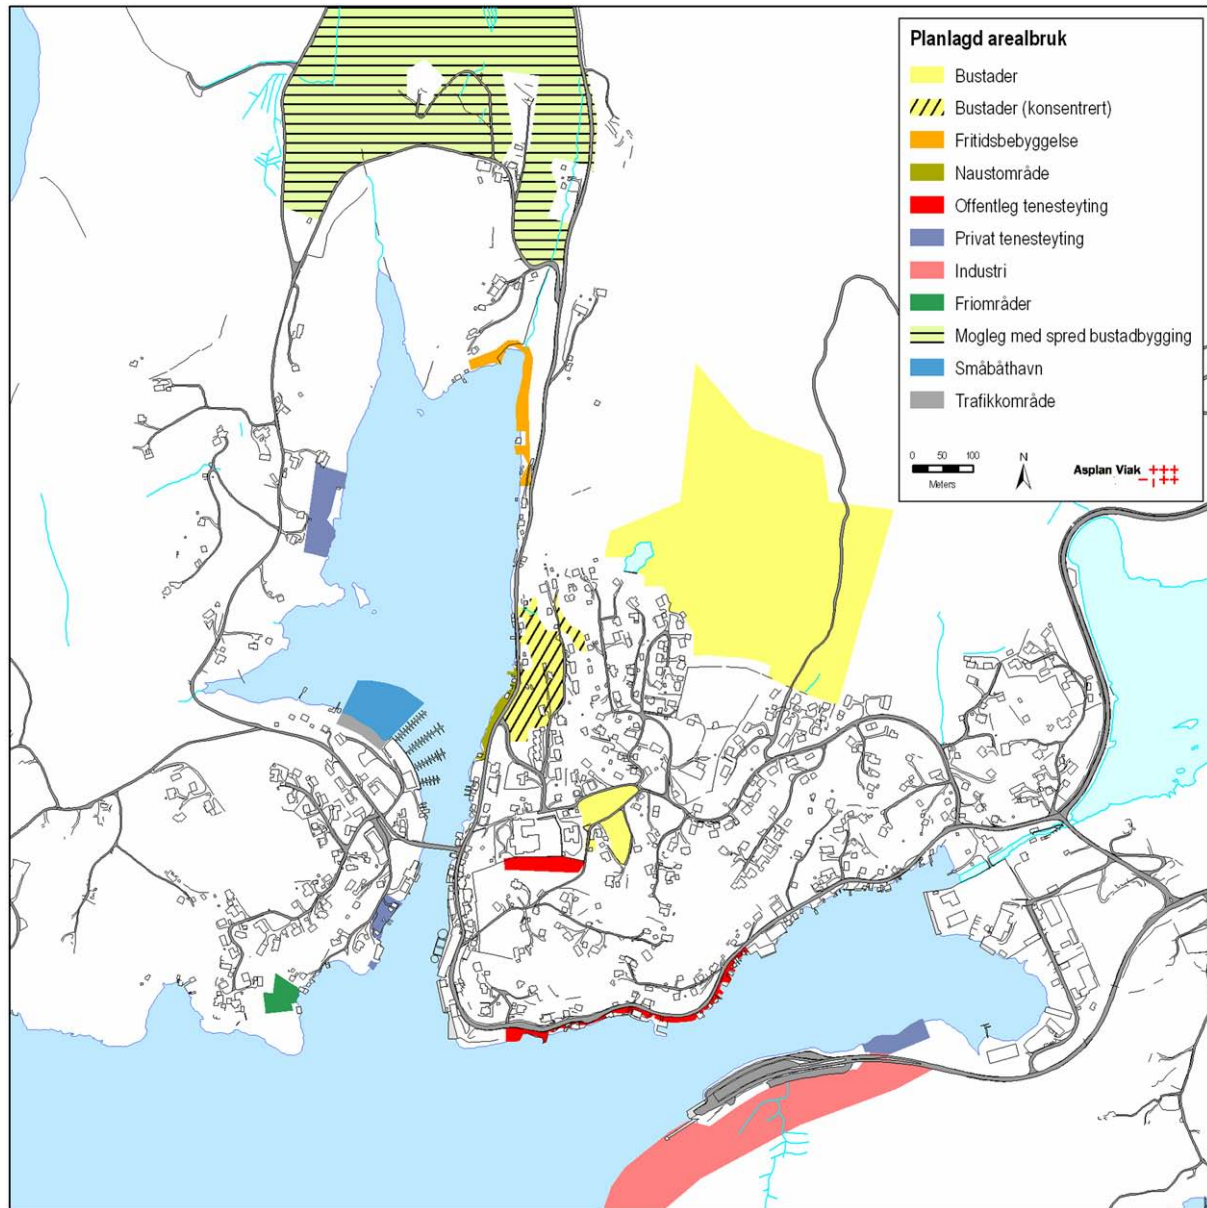 Planlagd arealbruk
Bustader
Bustader (konsentrert)
Fritidsbebyggelse
Naustområde
Offentleg tenesteyting
Privat tenesteyting
Industri
Friområder
Mogleg med spred bustadbygging
Småbåthavn
Trafikkområde
0 50 100
Meters
N
Asplan Viak